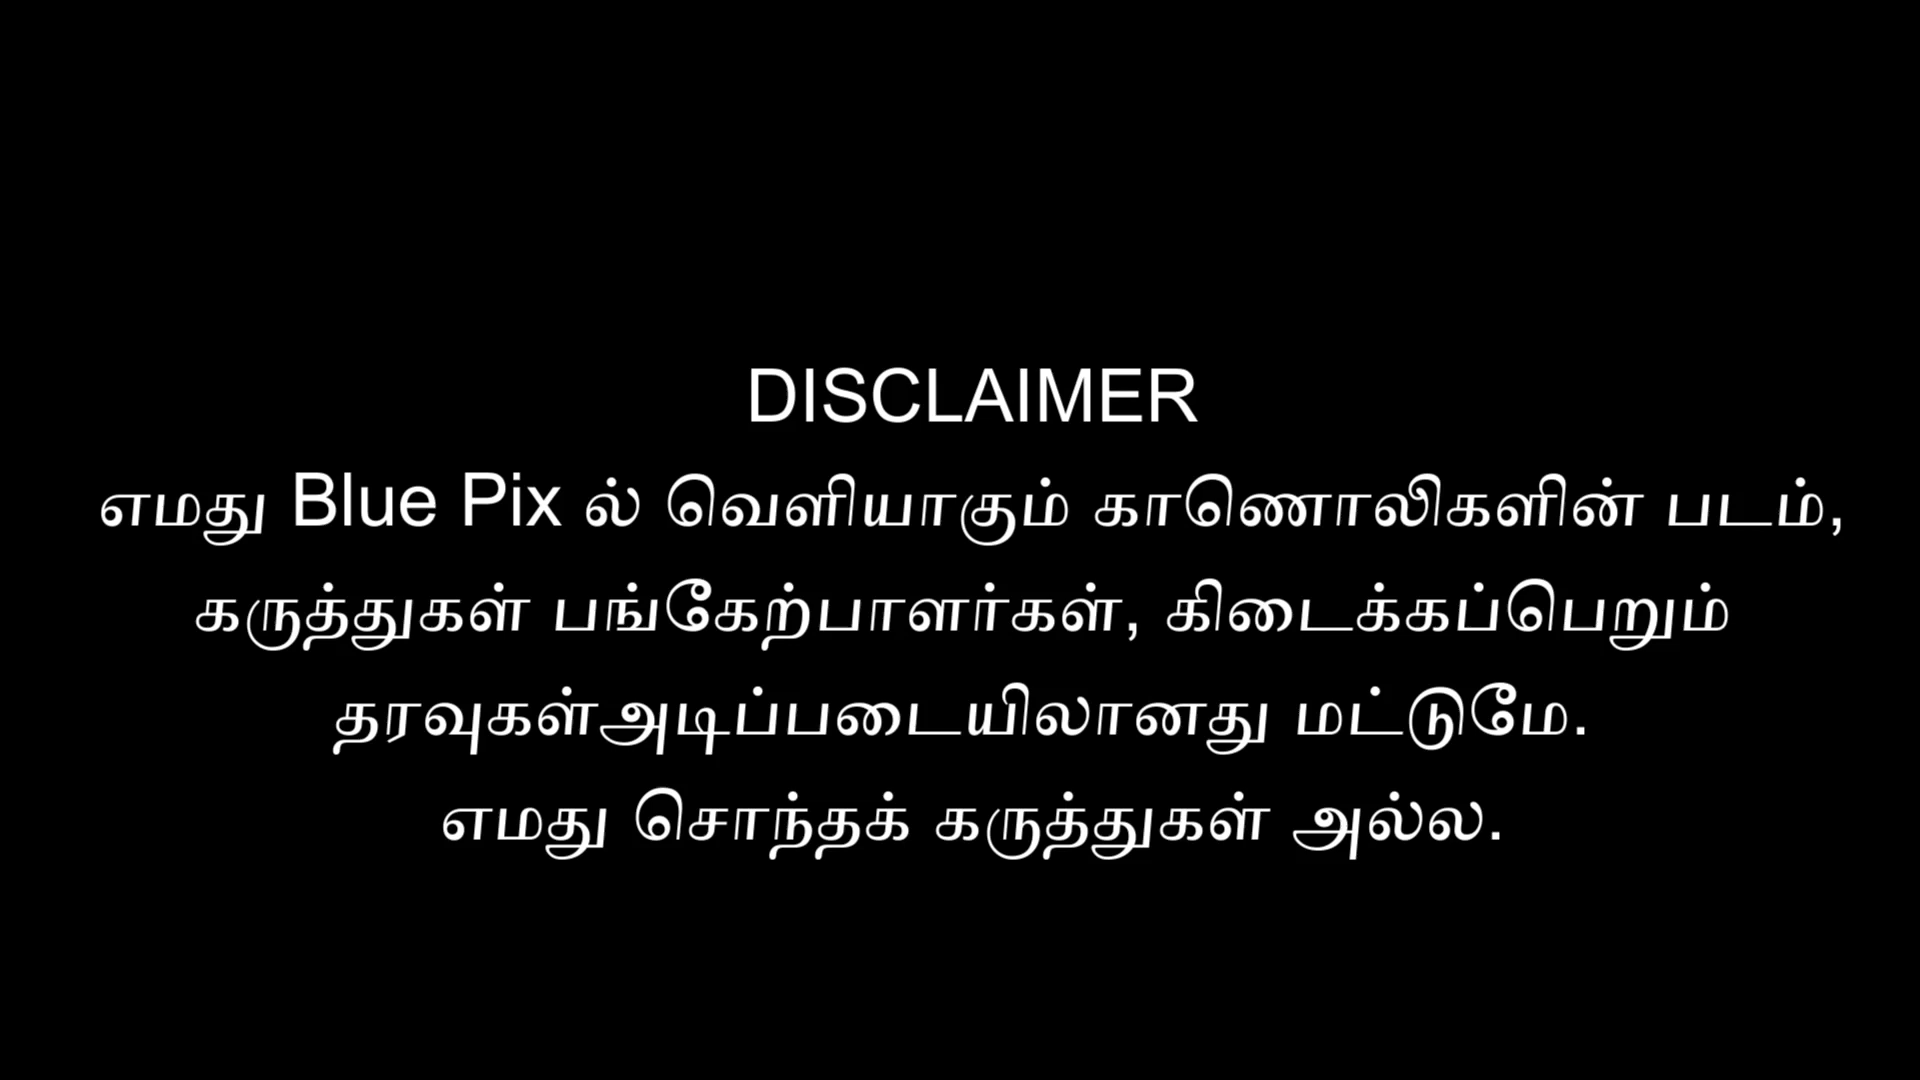 DISCLAIMER
எமது Blue Pix ல் வெளியாகும் காணொலிகளின் படம்,
கருத்துகள் பங்கேற்பாளர்கள், கிடைக்கப்பெறும்
தரவுகள்அடிப்படையிலானது மட்டுமே.
எமது சொந்தக் கருத்துகள் அல்ல.